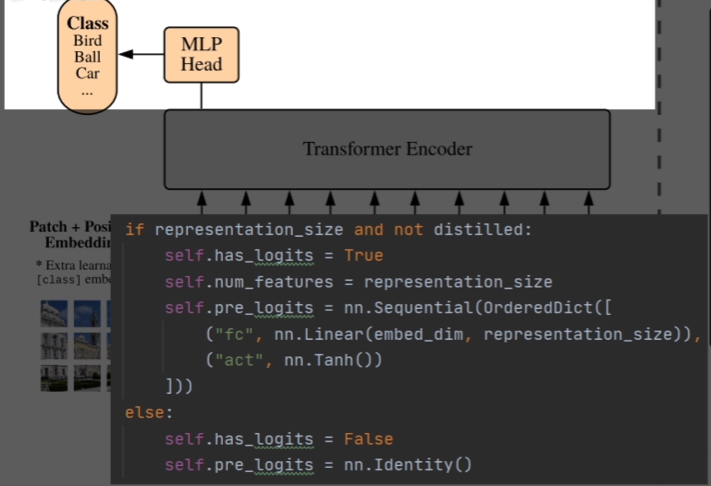 Class
Bird
Ball
Car
...
MLP
Head
Transformer Encoder
Patch + Posi
Embeddi
* Extra learna
[class] embe
if representation_size and not distilled:
    self.has_logits = True
    self.num_features = representation_size
    self.pre_logits = nn.Sequential(OrderedDict([
        ("fc", nn.Linear(embed_dim, representation_size)),
        ("act", nn.Tanh())
    ]))
else:
    self.has_logits = False
    self.pre_logits = nn.Identity()